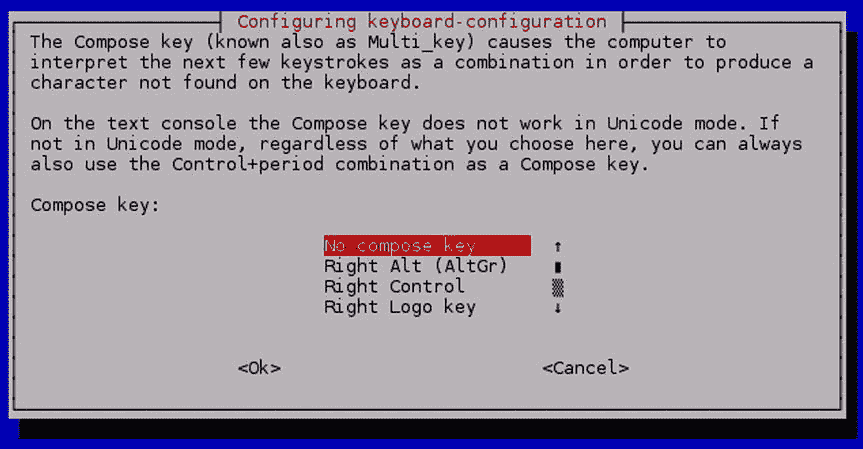 Configuring keyboard-configuration
The Compose key (known also as Multi_key) causes the computer to
interpret the next few keystrokes as a combination in order to produce a
character not found on the keyboard.
On the text console the Compose key does not work in Unicode mode. If
not in Unicode mode, regardless of what you choose here, you can always
also use the Control+period combination as a Compose key.
Compose key:
No compose key
Right Alt (AltGr)
Right Control
Right Logo key
<Ok> <Cancel>